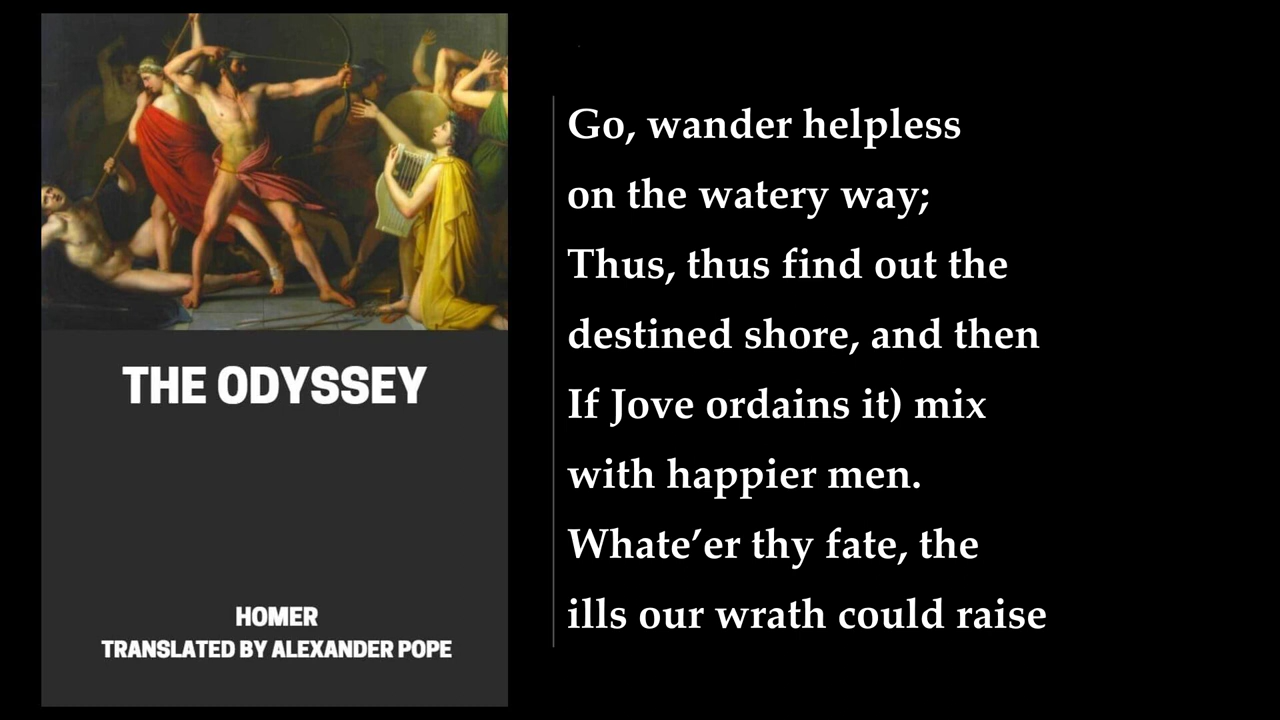 THE ODYSSEY
HOMER
TRANSLATED BY ALEXANDER POPE
Go, wander helpless
on the watery way;
Thus, thus find out the
destined shore, and then
If Jove ordains it) mix
with happier men.
Whate’er thy fate, the
ills our wrath could raise